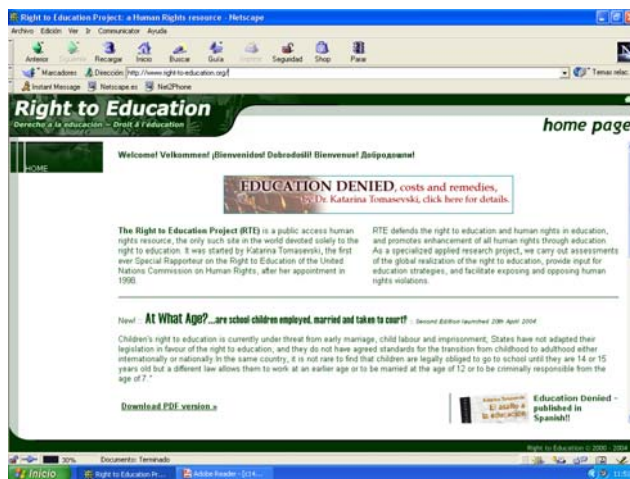 Right to Education Project: a Human Rights resource - Netscape
Archivo Edición Ver Ir Communicator Ayuda
Anterior Recargar Inicio Buscar Guía Seguridad Shop Parar
Marcadores Dirección: http://www.right-to-education.org/ Temas relac.
Instant Message Netscape.es Net2Phone
Right to Education
Derecho a la educación – Droit à l'éducation
home page
HOME
Welcome! Velkommen! ¡Bienvenidos! Dobrodošli! Bienvenue! Добродошли!
EDUCATION DENIED, costs and remedies,
by Dr. Katarina Tomasevski, click here for details.
The Right to Education Project (RTE) is a public access human
rights resource, the only such site in the world devoted solely to the
right to education. It was started by Katarina Tomasevski, the first
ever Special Rapporteur on the Right to Education of the United
Nations Commission on Human Rights, after her appointment in
1998.
RTE defends the right to education and human rights in education,
and promotes enhancement of all human rights through education
As a specialized applied research project, we carry out assessments
of the global realization of the right to education, provide input for
education strategies, and facilitate exposing and opposing human
rights violations.
New! :: At What Age?...are school children employed, married and taken to court? :: Second Edition launched 20th April 2004
Children's right to education is currently under threat from early marriage, child labour and imprisonment; States have not adapted their
legislation in favour of the right to education, and they do not have agreed standards for the transition from childhood to adulthood either
internationally or nationally. In the same country, it is not rare to find that children are legally obliged to go to school until they are 14 or 15
years old but a different law allows them to work at an earlier age or to be married at the age of 12 or to be criminally responsible from the
age of 7."
Download PDF version »
El asalto a
la educación
Education Denied -
published in
Spanish!!
Right to Education © 2000 - 2004
30% Documento: Terminado
Inicio Right to Education Pr... Adobe Reader - [c14...